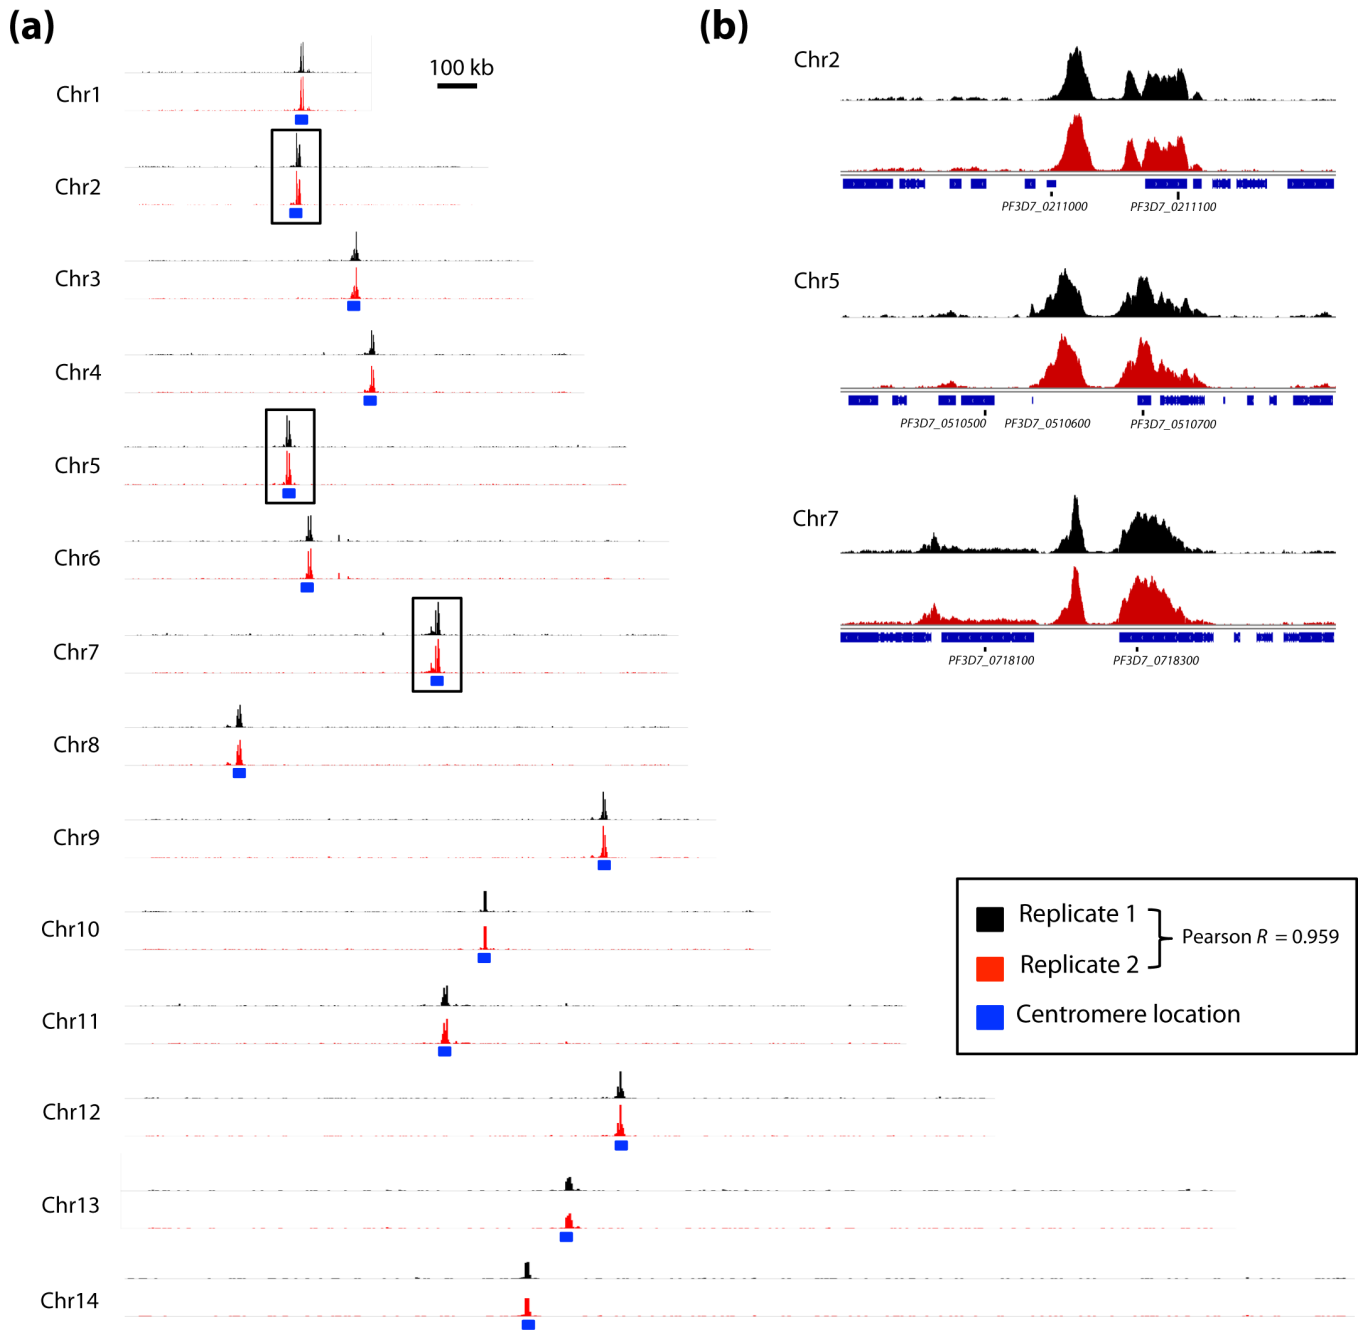 (a)
100 kb
Chr1
Chr2
Chr3
Chr4
Chr5
Chr6
Chr7
Chr8
Chr9
Chr10
Chr11
Chr12
Chr13
Chr14
(b)
Chr2
PF3D7_0211000 PF3D7_0211100
Chr5
PF3D7_0510500 PF3D7_0510600 PF3D7_0510700
Chr7
PF3D7_0718100 PF3D7_0718300
Replicate 1
Pearson R = 0.959
Replicate 2
Centromere location